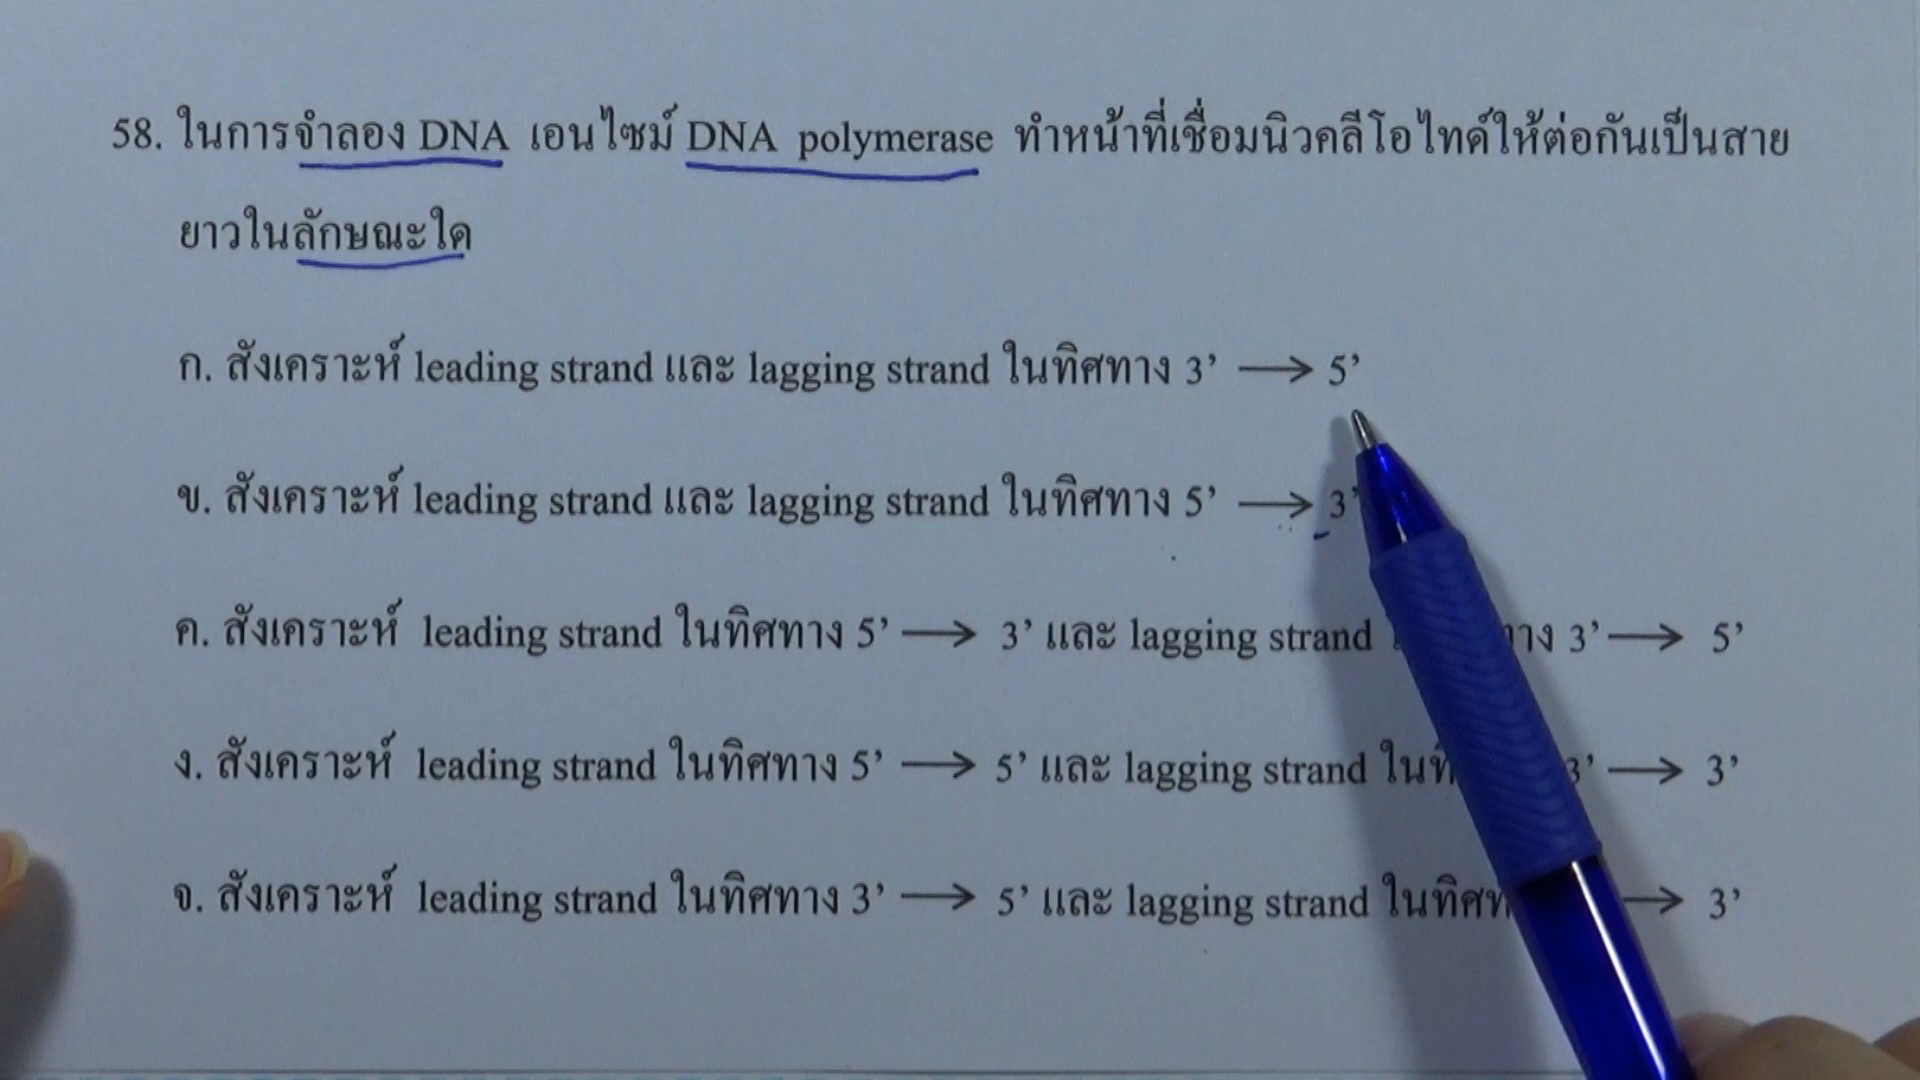 58. ในการจำลอง DNA เอนไซม์ DNA polymerase ทำหน้าที่เชื่อมนิวคลีโอไทด์ให้ต่อกันเป็นสาย
ยาวในลักษณะใด
ก. สังเคราะห์ leading strand และ lagging strand ในทิศทาง 3’ → 5’
ข. สังเคราะห์ leading strand และ lagging strand ในทิศทาง 5’ → 3’
ค. สังเคราะห์ leading strand ในทิศทาง 5’ → 3’ และ lagging strand 3’ → 5’
ง. สังเคราะห์ leading strand ในทิศทาง 5’ → 5’ และ lagging strand 3’ → 3’
จ. สังเคราะห์ leading strand ในทิศทาง 3’ → 5’ และ lagging strand → 3’